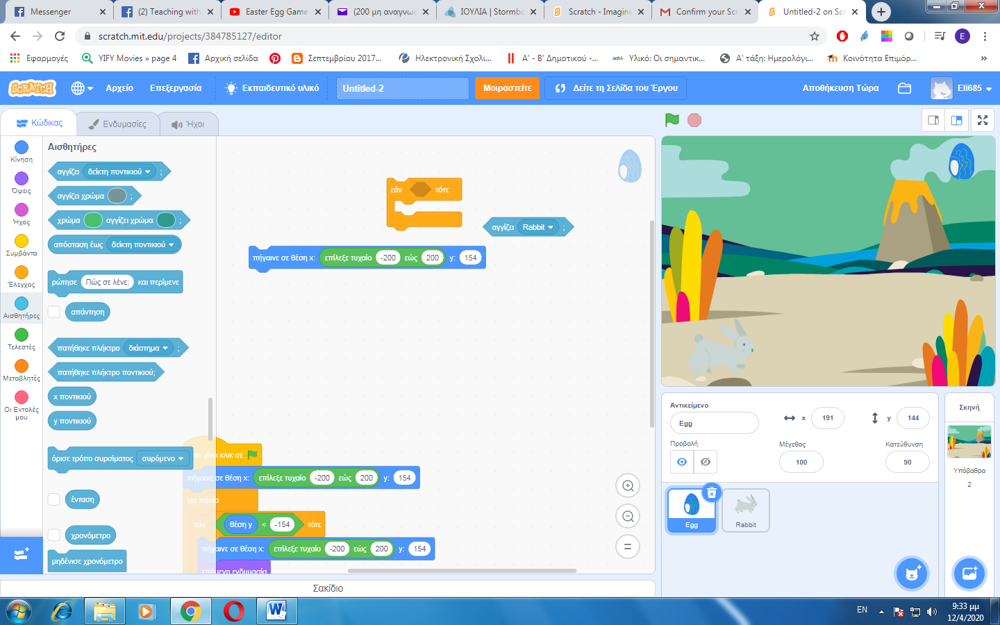 Messenger
(2) Teaching with
Easter Egg Game
(200 μη αναγνωσ
ΙΟΥΛΙΑ | Stormbo
Scratch - Imagine
Confirm your Scr
Untitled-2 on Scr
scratch.mit.edu/projects/384785127/editor
E
Εφαρμογές
YIFY Movies » page 4
Αρχική σελίδα
Σεπτεμβρίου 2017...
Ηλεκτρονική Σχολι...
Α' - Β' Δημοτικού -...
Υλικό: Οι σημαντικ...
Α' τάξη: Ημερολόγι...
Κοινότητα Επιμόρ...
»
SCRATCH
Αρχείο
Επεξεργασία
Εκπαιδευτικό υλικό
Untitled-2
Μοιραστείτε
Δείτε τη Σελίδα του Έργου
Αποθήκευση Τώρα
Eli685
Κώδικας
Ενδυμασίες
Ήχοι
Κίνηση
Όψεις
Ήχος
Συμβάντα
Έλεγχος
Αισθητήρες
Τελεστές
Μεταβλητές
Οι Εντολές
μου
Αισθητήρες
αγγίζει δείκτη ποντικιού ;
αγγίζει χρώμα ;
χρώμα αγγίζει χρώμα ;
απόσταση έως δείκτη ποντικιού
ρώτησε Πώς σε λένε; και περίμενε
απάντηση
πατήθηκε πλήκτρο διάστημα ;
πατήθηκε πλήκτρο ποντικιού;
x ποντικιού
y ποντικιού
όρισε τρόπο συρσίματος συρόμενο
ένταση
χρονόμετρο
μηδένισε χρονόμετρο
εάν τότε
αγγίζει Rabbit ;
πήγαινε σε θέση x: επίλεξε τυχαίο -200 εώς 200 y: 154
αν γίνει κλικ σε
πήγαινε σε θέση x: επίλεξε τυχαίο -200 εώς 200 y: 154
για πάντα
εάν θέση y < -154 τότε
πήγαινε σε θέση x: επίλεξε τυχαίο -200 εώς 200 y: 154
επόμενη ενδυμασία
Σακίδιο
Αντικείμενο
Egg
x 191
y 144
Προβολή
Μέγεθος
100
Κατεύθυνση
90
Egg
Rabbit
Σκηνή
Υπόβαθρα
2
EN
9:33 μμ
12/4/2020